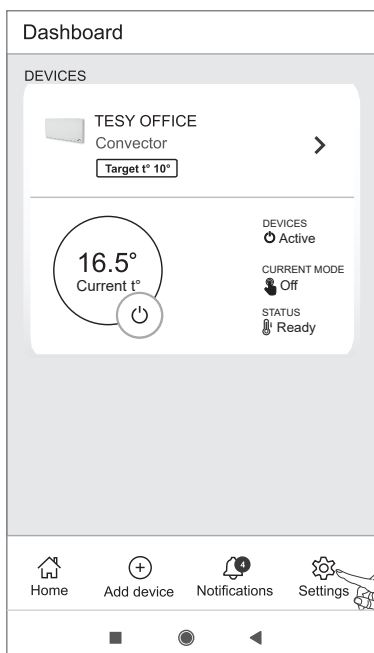 Dashboard
DEVICES
TESY OFFICE
Convector
Target t° 10°
16.5°
Current t°
DEVICES
Active
CURRENT MODE
Off
STATUS
Ready
4
Home
Add device
Notifications
Settings